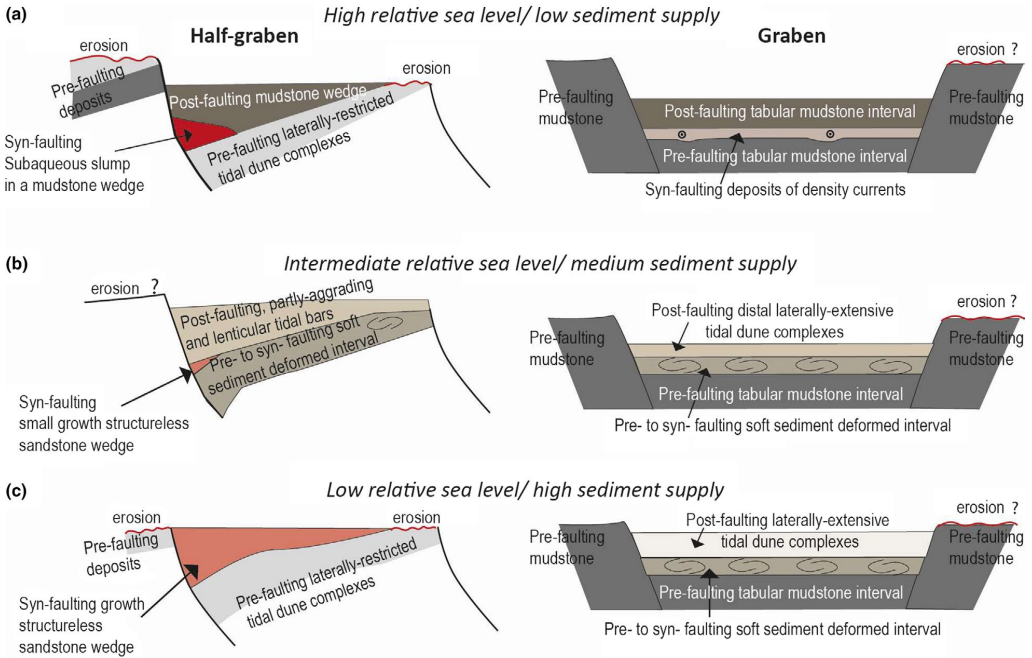 (a)
High relative sea level/ low sediment supply
Half-graben
Graben
erosion
Pre-faulting
deposits
erosion
Post-faulting mudstone wedge
Pre-faulting laterally-restricted
tidal dune complexes
Syn-faulting
Subaqueous slump
in a mudstone wedge
erosion ?
Pre-faulting
mudstone
Post-faulting tabular mudstone interval
Pre-faulting tabular mudstone interval
Pre-faulting
mudstone
Syn-faulting deposits of density currents
(b)
Intermediate relative sea level/ medium sediment supply
erosion ?
Post-faulting, partly-aggrading
and lenticular tidal bars
Pre- to syn- faulting soft
sediment deformed interval
Syn-faulting
small growth structureless
sandstone wedge
erosion ?
Post-faulting distal laterally-extensive
tidal dune complexes
Pre-faulting
mudstone
Pre-faulting
mudstone
Pre-faulting tabular mudstone interval
Pre- to syn- faulting soft sediment deformed interval
(c)
Low relative sea level/ high sediment supply
erosion
erosion
Pre-faulting
deposits
Pre-faulting laterally-restricted
tidal dune complexes
Syn-faulting growth
structureless
sandstone wedge
erosion ?
Post-faulting laterally-extensive
tidal dune complexes
Pre-faulting
mudstone
Pre-faulting
mudstone
Pre-faulting tabular mudstone interval
Pre- to syn- faulting soft sediment deformed interval